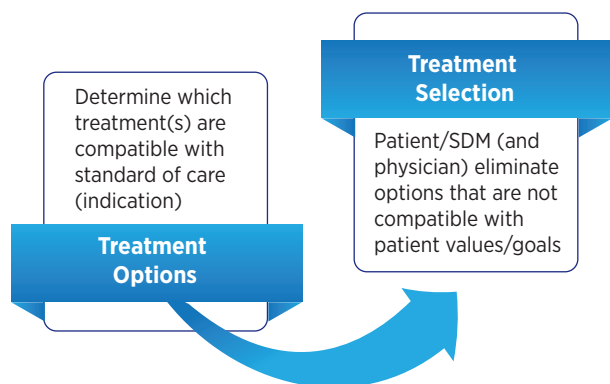 Determine which
treatment(s) are
compatible with
standard of care
(indication)
Treatment
Options
Treatment
Selection
Patient/SDM (and
physician) eliminate
options that are not
compatible with
patient values/goals